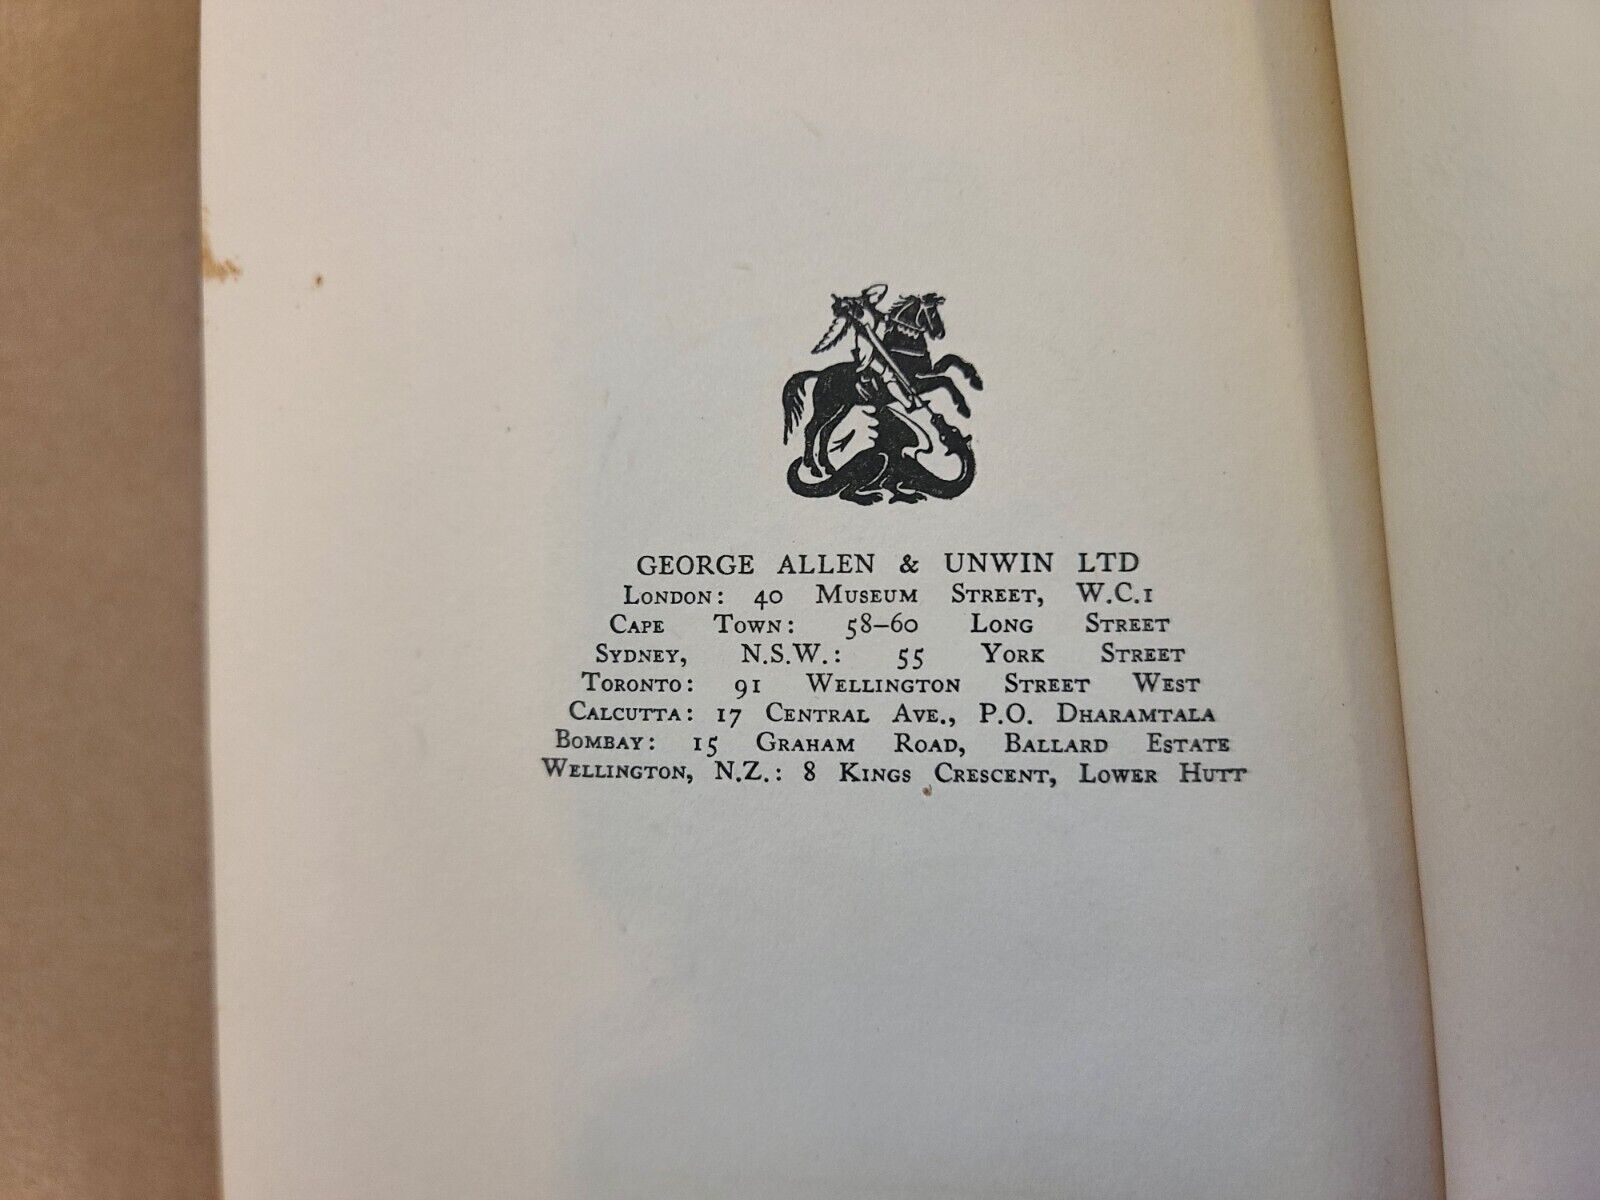 GEORGE ALLEN & UNWIN LTD
London: 40 Museum Street, W.C.1
Cape Town: 58–60 Long Street
Sydney, N.S.W.: 55 York Street
Toronto: 91 Wellington Street West
Calcutta: 17 Central Ave., P.O. Dharamtala
Bombay: 15 Graham Road, Ballard Estate
Wellington, N.Z.: 8 Kings Crescent, Lower Hutt